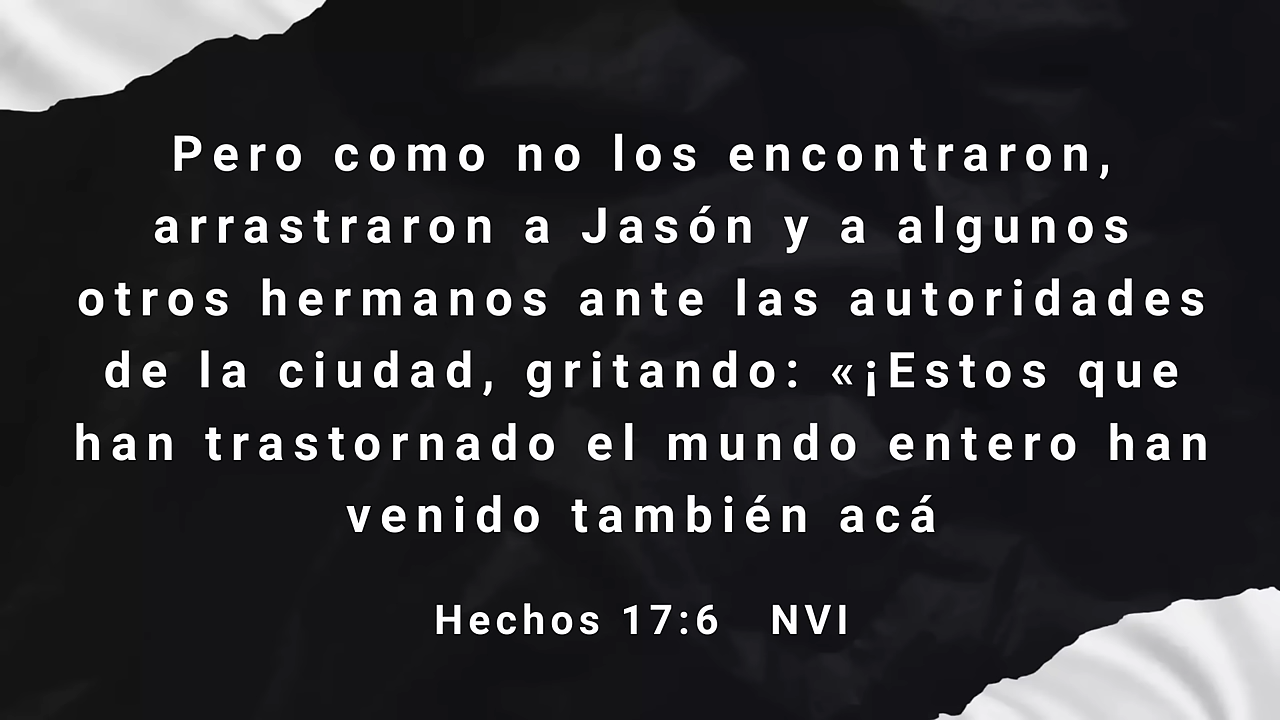 Pero como no los encontraron,
arrastraron a Jasón y a algunos
otros hermanos ante las autoridades
de la ciudad, gritando: «¡Estos que
han trastornado el mundo entero han
venido también acá
Hechos 17:6 NVI